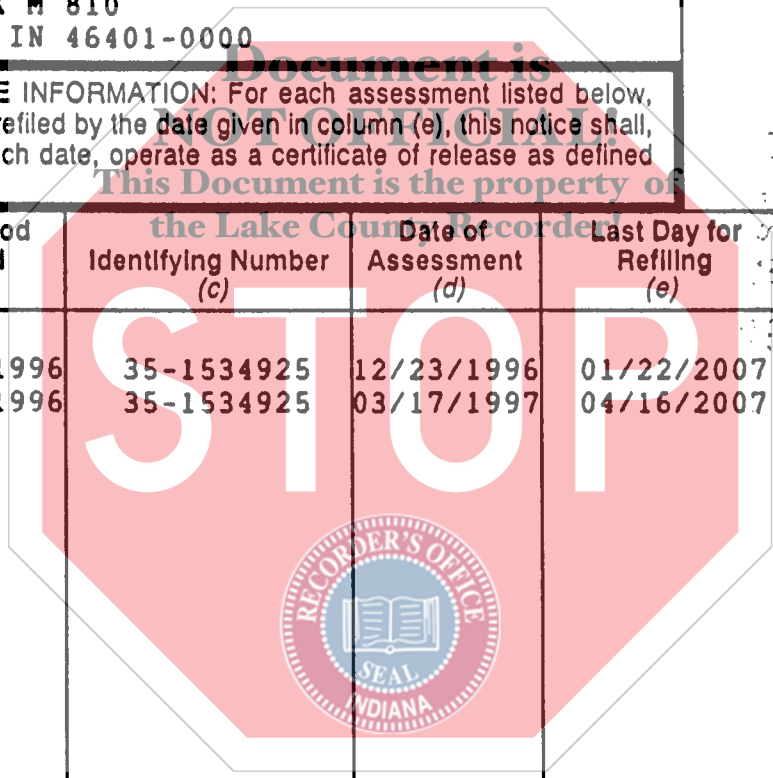 M 810
IN 46401-0000
Document is
E INFORMATION: For each assessment listed below,
efiled by the date given in column (e), this notice shall,
NOT OFFICIAL!
ch date, operate as a certificate of release as defined
This Document is the property of
the Lake County Recorder!
od Date of Last Day for
Identifying Number Assessment Refiling
(c) (d) (e)
1996 35-1534925 12/23/1996 01/22/2007
1996 35-1534925 03/17/1997 04/16/2007
STOP
RECORDER'S OFFICE
SEAL
INDIANA